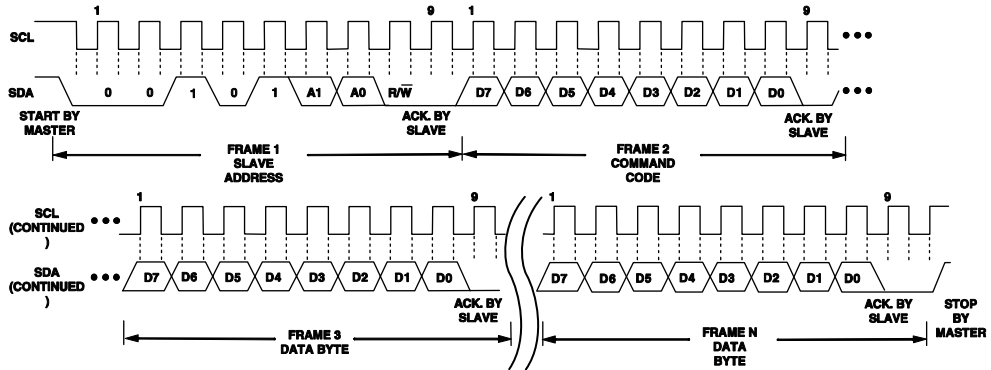 1 9 1 9
SCL
SDA 0 0 1 0 1 A1 A0 R/W̅ D7 D6 D5 D4 D3 D2 D1 D0
START BY
MASTER
ACK. BY
SLAVE
ACK. BY
SLAVE
FRAME 1
SLAVE
ADDRESS
FRAME 2
COMMAND
CODE
1 9 1 9
SCL
(CONTINUED
)
SDA
(CONTINUED
)
D7 D6 D5 D4 D3 D2 D1 D0 D7 D6 D5 D4 D3 D2 D1 D0
ACK. BY
SLAVE
ACK. BY
SLAVE
STOP
BY
MASTER
FRAME 3
DATA BYTE
FRAME N
DATA
BYTE